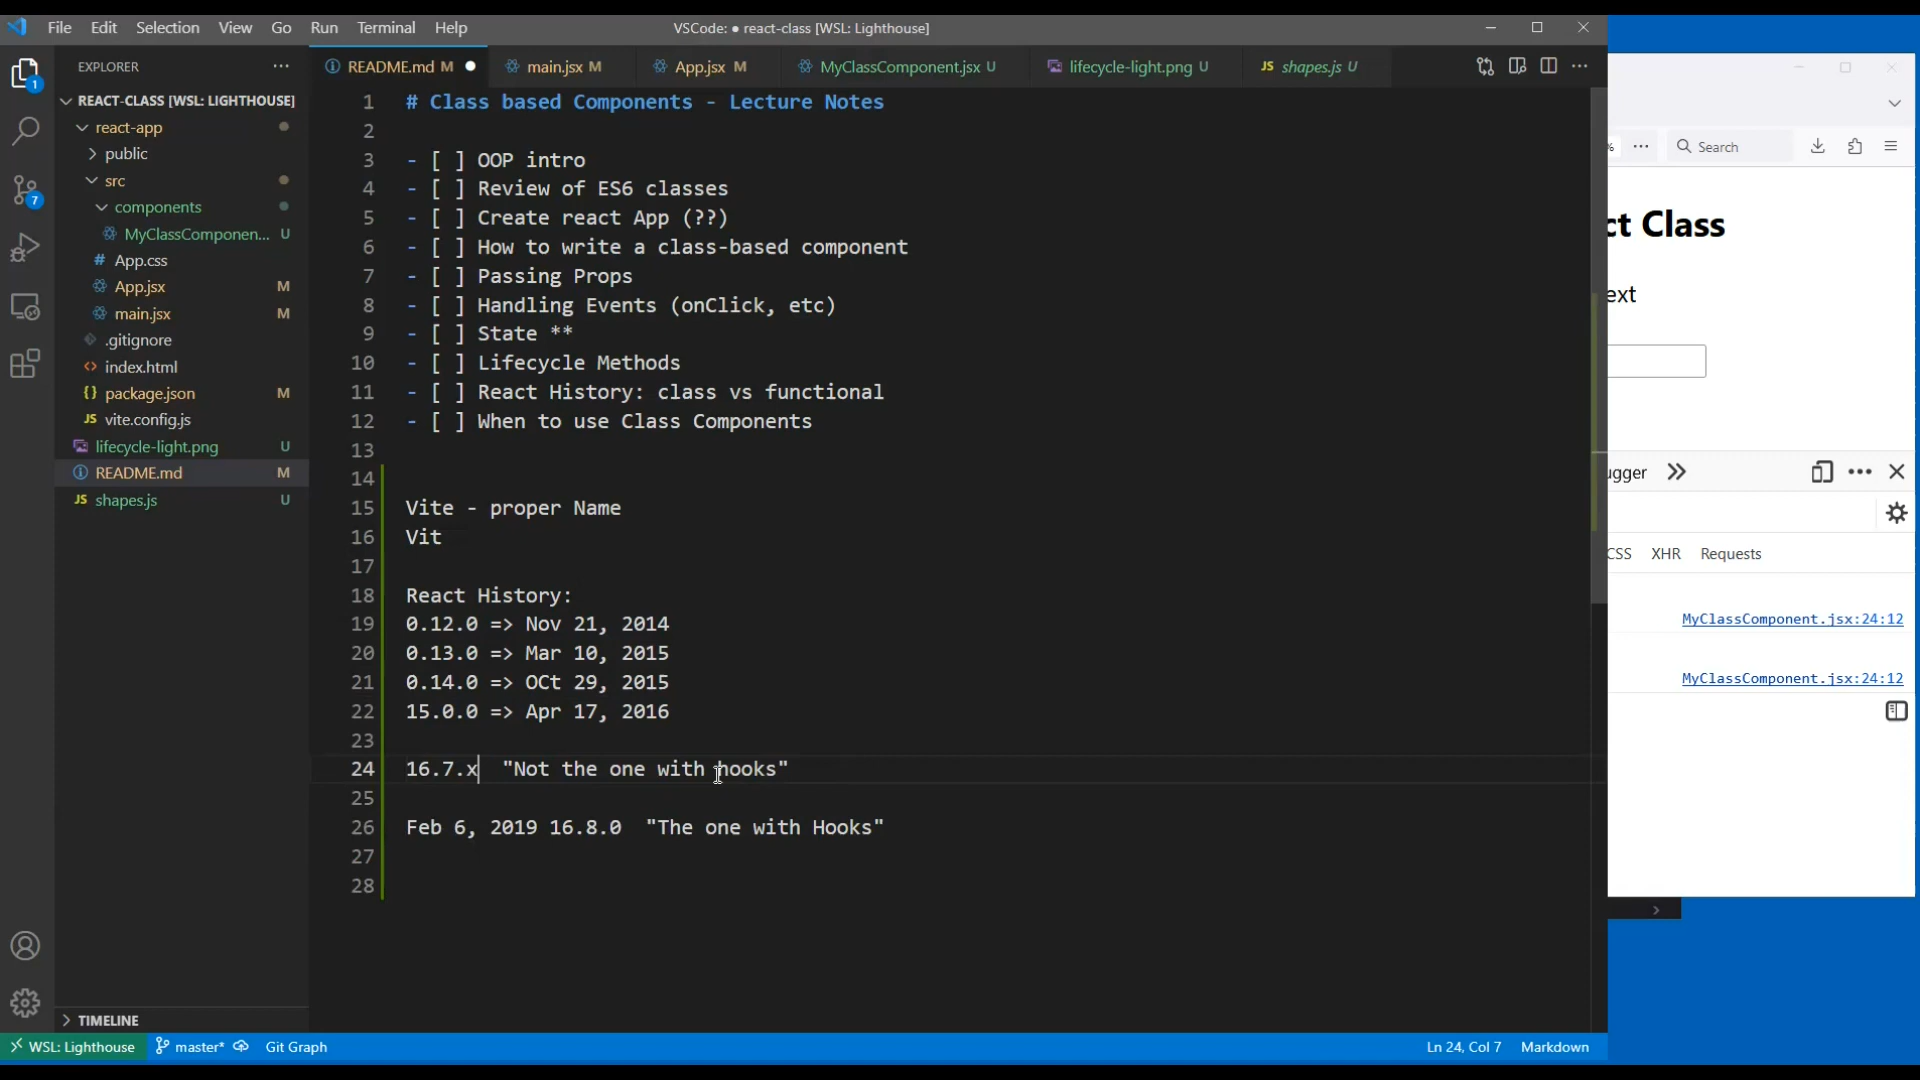 File Edit Selection View Go Run Terminal Help
VSCode: ● react-class [WSL: Lighthouse]
EXPLORER
README.md M
main.jsx M
App.jsx M
MyClassComponent.jsx U
lifecycle-light.png U
JS shapes.js U
REACT-CLASS [WSL: LIGHTHOUSE]
react-app
public
src
components
MyClassComponen... U
# App.css
App.jsx M
main.jsx M
.gitignore
<> index.html
{} package.json M
JS vite.config.js
lifecycle-light.png U
README.md M
JS shapes.js U
TIMELINE
1 # Class based Components - Lecture Notes
2
3 - [ ] OOP intro
4 - [ ] Review of ES6 classes
5 - [ ] Create react App (??)
6 - [ ] How to write a class-based component
7 - [ ] Passing Props
8 - [ ] Handling Events (onClick, etc)
9 - [ ] State **
10 - [ ] Lifecycle Methods
11 - [ ] React History: class vs functional
12 - [ ] When to use Class Components
13
14
15 Vite - proper Name
16 Vit
17
18 React History:
19 0.12.0 => Nov 21, 2014
20 0.13.0 => Mar 10, 2015
21 0.14.0 => OCt 29, 2015
22 15.0.0 => Apr 17, 2016
23
24 16.7.x "Not the one with hooks"
25
26 Feb 6, 2019 16.8.0 "The one with Hooks"
27
28
1
7
Search
ct Class
ext
ugger
CSS XHR Requests
MyClassComponent.jsx:24:12
MyClassComponent.jsx:24:12
WSL: Lighthouse
master*
Git Graph
Ln 24, Col 7
Markdown